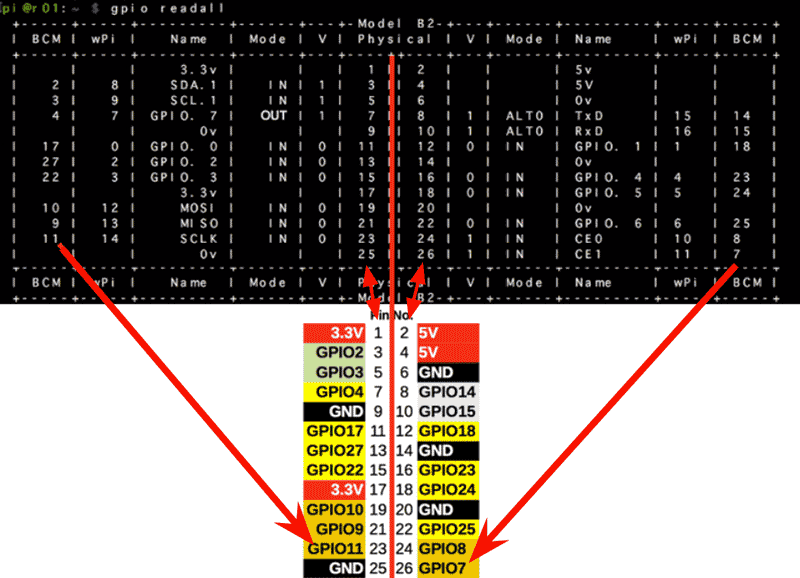 pi@r01:~ $ gpio readall
+-----+-----+---------+------+---+-Model B2-+---+------+---------+-----+-----+
| BCM | wPi | Name | Mode | V | Physical | V | Mode | Name | wPi | BCM |
| | | 3.3v | | | 1 | 2 | | | 5v | | |
| 2 | 8 | SDA.1 | IN | 1 | 3 | 4 | | | 5V | | |
| 3 | 9 | SCL.1 | IN | 1 | 5 | 6 | | | 0v | | |
| 4 | 7 | GPIO. 7 | OUT | 1 | 7 | 8 | 1 | ALT0 | TxD | 15 | 14 |
| | | 0v | | | 9 | 10 | 1 | ALT0 | RxD | 16 | 15 |
| 17 | 0 | GPIO. 0 | IN | 0 | 11 | 12 | 0 | IN | GPIO. 1 | 1 | 18 |
| 27 | 2 | GPIO. 2 | IN | 0 | 13 | 14 | | | 0v | | |
| 22 | 3 | GPIO. 3 | IN | 0 | 15 | 16 | 0 | IN | GPIO. 4 | 4 | 23 |
| | | 3.3v | | | 17 | 18 | 0 | IN | GPIO. 5 | 5 | 24 |
| 10 | 12 | MOSI | IN | 0 | 19 | 20 | | | 0v | | |
| 9 | 13 | MISO | IN | 0 | 21 | 22 | 0 | IN | GPIO. 6 | 6 | 25 |
| 11 | 14 | SCLK | IN | 0 | 23 | 24 | 1 | IN | CE0 | 10 | 8 |
| | | 0v | | | 25 | 26 | 1 | IN | CE1 | 11 | 7 |
| BCM | wPi | Name | Mode | V | Physical | V | Mode | Name | wPi | BCM |
+-----+-----+---------+------+---+-Model B2-+---+------+---------+-----+-----+
Pin No.
3.3V 1 2 5V
GPIO2 3 4 5V
GPIO3 5 6 GND
GPIO4 7 8 GPIO14
GND 9 10 GPIO15
GPIO17 11 12 GPIO18
GPIO27 13 14 GND
GPIO22 15 16 GPIO23
3.3V 17 18 GPIO24
GPIO10 19 20 GND
GPIO9 21 22 GPIO25
GPIO11 23 24 GPIO8
GND 25 26 GPIO7